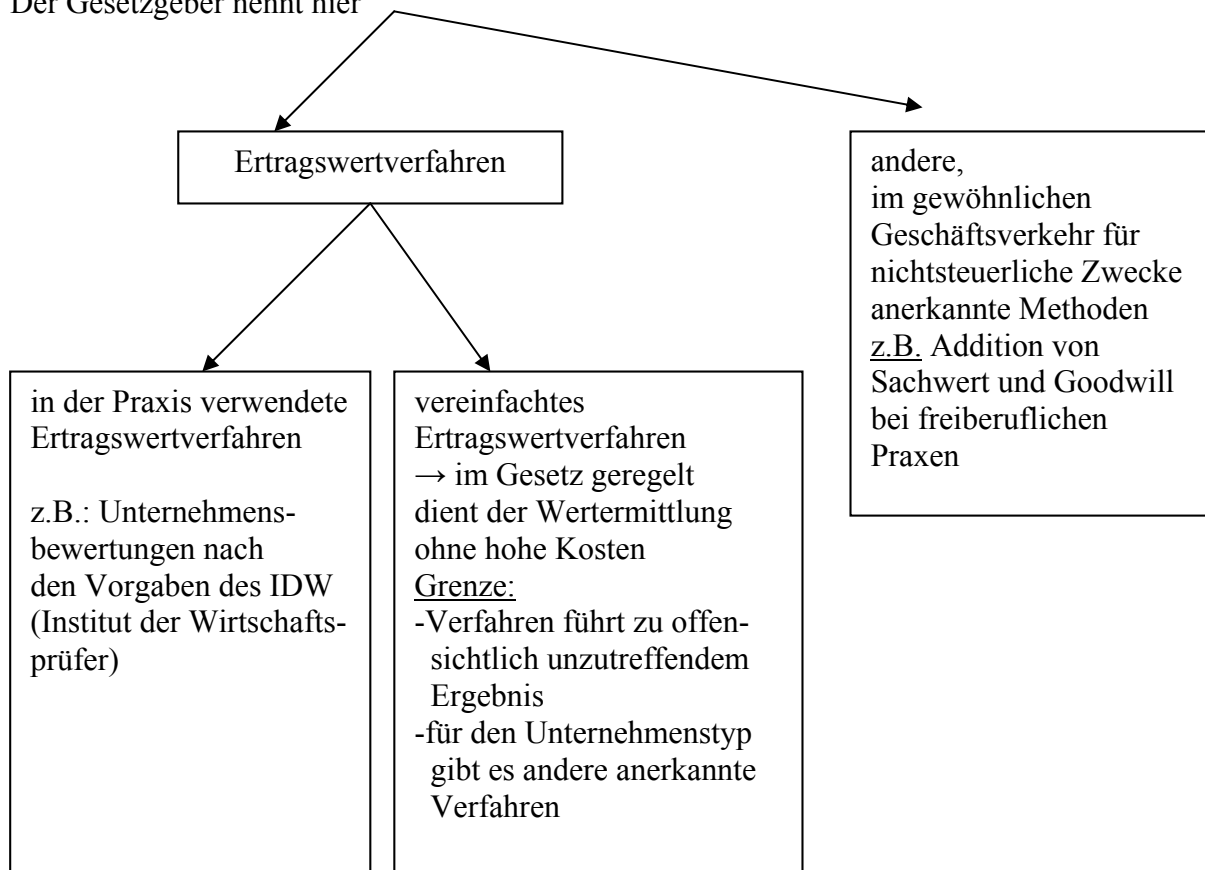 Der Gesetzgeber nennt hier
Ertragswertverfahren
andere,
im gewöhnlichen
Geschäftsverkehr für
nichtsteuerliche Zwecke
anerkannte Methoden
z.B. Addition von
Sachwert und Goodwill
bei freiberuflichen
Praxen
in der Praxis verwendete
Ertragswertverfahren
z.B.: Unternehmens-
bewertungen nach
den Vorgaben des IDW
(Institut der Wirtschafts-
prüfer)
vereinfachtes
Ertragswertverfahren
→ im Gesetz geregelt
dient der Wertermittlung
ohne hohe Kosten
Grenze:
-Verfahren führt zu offen-
sichtlich unzutreffendem
Ergebnis
-für den Unternehmenstyp
gibt es andere anerkannte
Verfahren